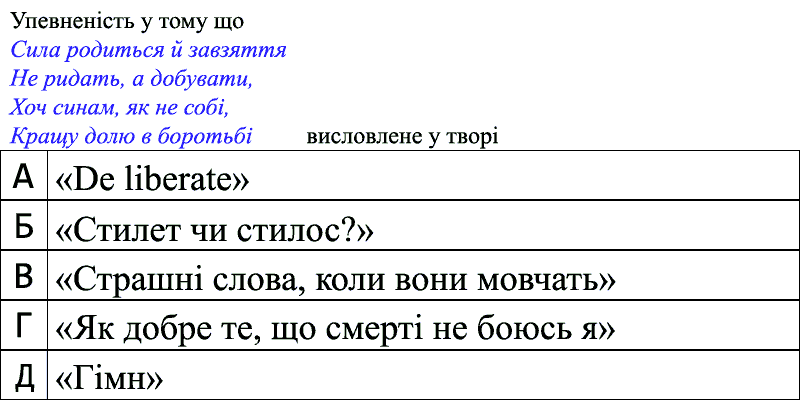 Упевненість у тому що
Сила родиться й завзяття
Не ридать, а добувати,
Хоч синам, як не собі,
Кращу долю в боротьбі висловлене у творі
А «De liberate»
Б «Стилет чи стилос?»
В «Страшні слова, коли вони мовчать»
Г «Як добре те, що смерті не боюсь я»
Д «Гімн»